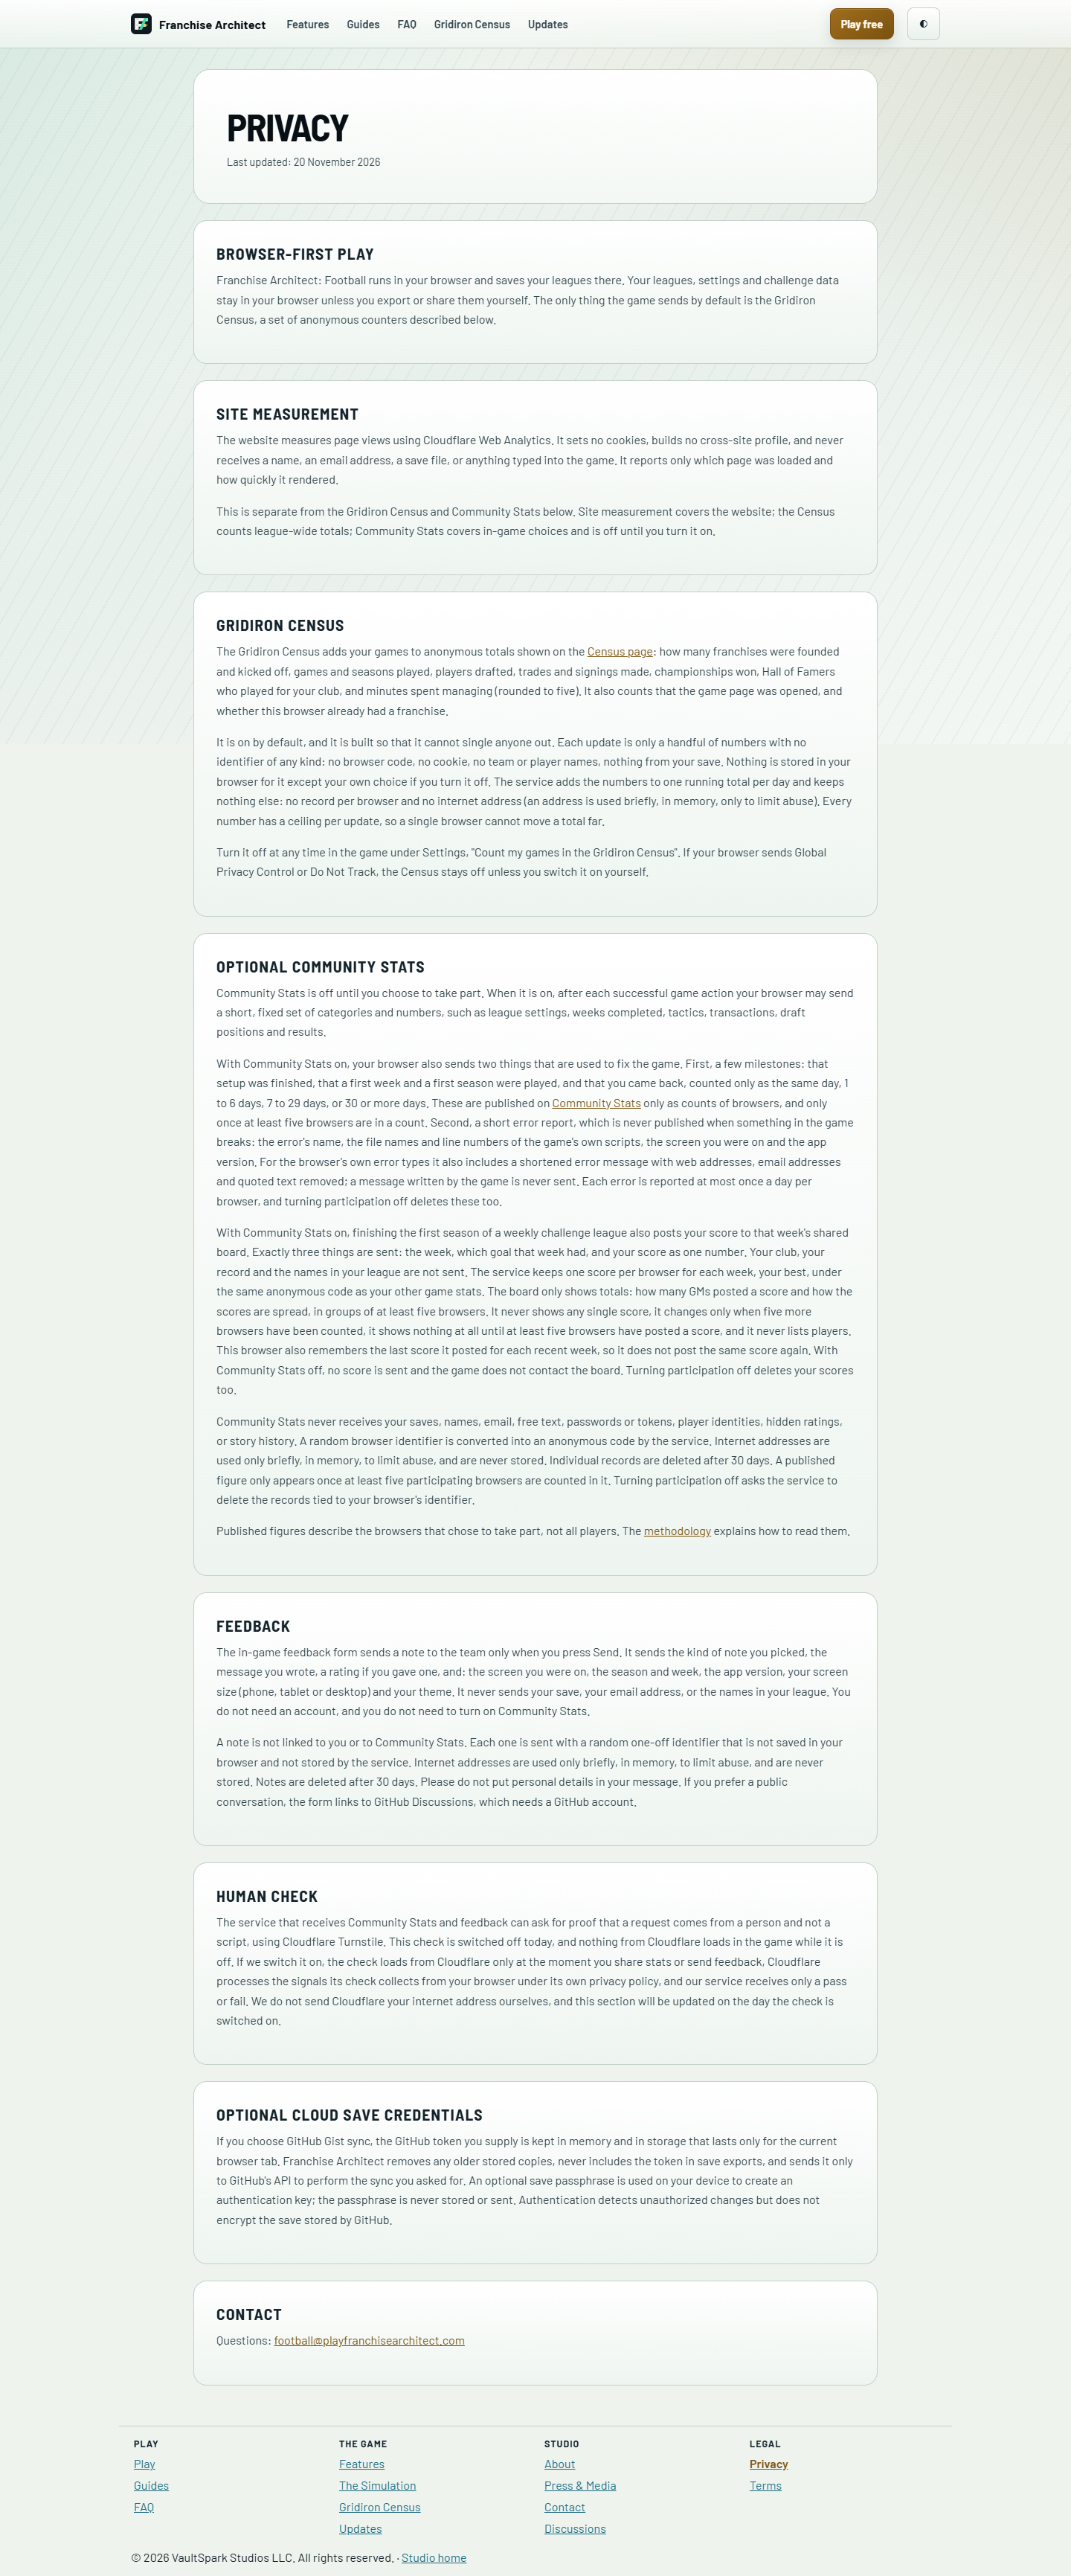 Franchise Architect
Features
Guides
FAQ
Gridiron Census
Updates
Play free
PRIVACY
Last updated: 20 November 2026
BROWSER-FIRST PLAY
Franchise Architect: Football runs in your browser and saves your leagues there. Your leagues, settings and challenge data
stay in your browser unless you export or share them yourself. The only thing the game sends by default is the Gridiron
Census, a set of anonymous counters described below.
SITE MEASUREMENT
The website measures page views using Cloudflare Web Analytics. It sets no cookies, builds no cross-site profile, and never
receives a name, an email address, a save file, or anything typed into the game. It reports only which page was loaded and
how quickly it rendered.
This is separate from the Gridiron Census and Community Stats below. Site measurement covers the website; the Census
counts league-wide totals; Community Stats covers in-game choices and is off until you turn it on.
GRIDIRON CENSUS
The Gridiron Census adds your games to anonymous totals shown on the Census page: how many franchises were founded
and kicked off, games and seasons played, players drafted, trades and signings made, championships won, Hall of Famers
who played for your club, and minutes spent managing (rounded to five). It also counts that the game page was opened, and
whether this browser already had a franchise.
It is on by default, and it is built so that it cannot single anyone out. Each update is only a handful of numbers with no
identifier of any kind: no browser code, no cookie, no team or player names, nothing from your save. Nothing is stored in your
browser for it except your own choice if you turn it off. The service adds the numbers to one running total per day and keeps
nothing else: no record per browser and no internet address (an address is used briefly, in memory, only to limit abuse). Every
number has a ceiling per update, so a single browser cannot move a total far.
Turn it off at any time in the game under Settings, "Count my games in the Gridiron Census". If your browser sends Global
Privacy Control or Do Not Track, the Census stays off unless you switch it on yourself.
OPTIONAL COMMUNITY STATS
Community Stats is off until you choose to take part. When it is on, after each successful game action your browser may send
a short, fixed set of categories and numbers, such as league settings, weeks completed, tactics, transactions, draft
positions and results.
With Community Stats on, your browser also sends two things that are used to fix the game. First, a few milestones: that
setup was finished, that a first week and a first season were played, and that you came back, counted only as the same day, 1
to 6 days, 7 to 29 days, or 30 or more days. These are published on Community Stats only as counts of browsers, and only
once at least five browsers are in a count. Second, a short error report, which is never published when something in the game
breaks: the error's name, the file names and line numbers of the game's own scripts, the screen you were on and the app
version. For the browser's own error types it also includes a shortened error message with web addresses, email addresses
and quoted text removed; a message written by the game is never sent. Each error is reported at most once a day per
browser, and turning participation off deletes these too.
With Community Stats on, finishing the first season of a weekly challenge league also posts your score to that week's shared
board. Exactly three things are sent: the week, which goal that week had, and your score as one number. Your club, your
record and the names in your league are not sent. The service keeps one score per browser for each week, your best, under
the same anonymous code as your other game stats. The board only shows totals: how many GMs posted a score and how the
scores are spread, in groups of at least five browsers. It never shows any single score, it changes only when five more
browsers have been counted, it shows nothing at all until at least five browsers have posted a score, and it never lists players.
This browser also remembers the last score it posted for each recent week, so it does not post the same score again. With
Community Stats off, no score is sent and the game does not contact the board. Turning participation off deletes your scores
too.
Community Stats never receives your saves, names, email, free text, passwords or tokens, player identities, hidden ratings,
or story history. A random browser identifier is converted into an anonymous code by the service. Internet addresses are
used only briefly, in memory, to limit abuse, and are never stored. Individual records are deleted after 30 days. A published
figure only appears once at least five participating browsers are counted in it. Turning participation off asks the service to
delete the records tied to your browser's identifier.
Published figures describe the browsers that chose to take part, not all players. The methodology explains how to read them.
FEEDBACK
The in-game feedback form sends a note to the team only when you press Send. It sends the kind of note you picked, the
message you wrote, a rating if you gave one, and: the screen you were on, the season and week, the app version, your screen
size (phone, tablet or desktop) and your theme. It never sends your save, your email address, or the names in your league. You
do not need an account, and you do not need to turn on Community Stats.
A note is not linked to you or to Community Stats. Each one is sent with a random one-off identifier that is not saved in your
browser and not stored by the service. Internet addresses are used only briefly, in memory, to limit abuse, and are never
stored. Notes are deleted after 30 days. Please do not put personal details in your message. If you prefer a public
conversation, the form links to GitHub Discussions, which needs a GitHub account.
HUMAN CHECK
The service that receives Community Stats and feedback can ask for proof that a request comes from a person and not a
script, using Cloudflare Turnstile. This check is switched off today, and nothing from Cloudflare loads in the game while it is
off. If we switch it on, the check loads from Cloudflare only at the moment you share stats or send feedback, Cloudflare
processes the signals its check collects from your browser under its own privacy policy, and our service receives only a pass
or fail. We do not send Cloudflare your internet address ourselves, and this section will be updated on the day the check is
switched on.
OPTIONAL CLOUD SAVE CREDENTIALS
If you choose GitHub Gist sync, the GitHub token you supply is kept in memory and in storage that lasts only for the current
browser tab. Franchise Architect removes any older stored copies, never includes the token in save exports, and sends it only
to GitHub's API to perform the sync you asked for. An optional save passphrase is used on your device to create an
authentication key; the passphrase is never stored or sent. Authentication detects unauthorized changes but does not
encrypt the save stored by GitHub.
CONTACT
Questions: football@playfranchisearchitect.com
PLAY
Play
Guides
FAQ
THE GAME
Features
The Simulation
Gridiron Census
Updates
STUDIO
About
Press & Media
Contact
Discussions
LEGAL
Privacy
Terms
© 2026 VaultSpark Studios LLC. All rights reserved. · Studio home